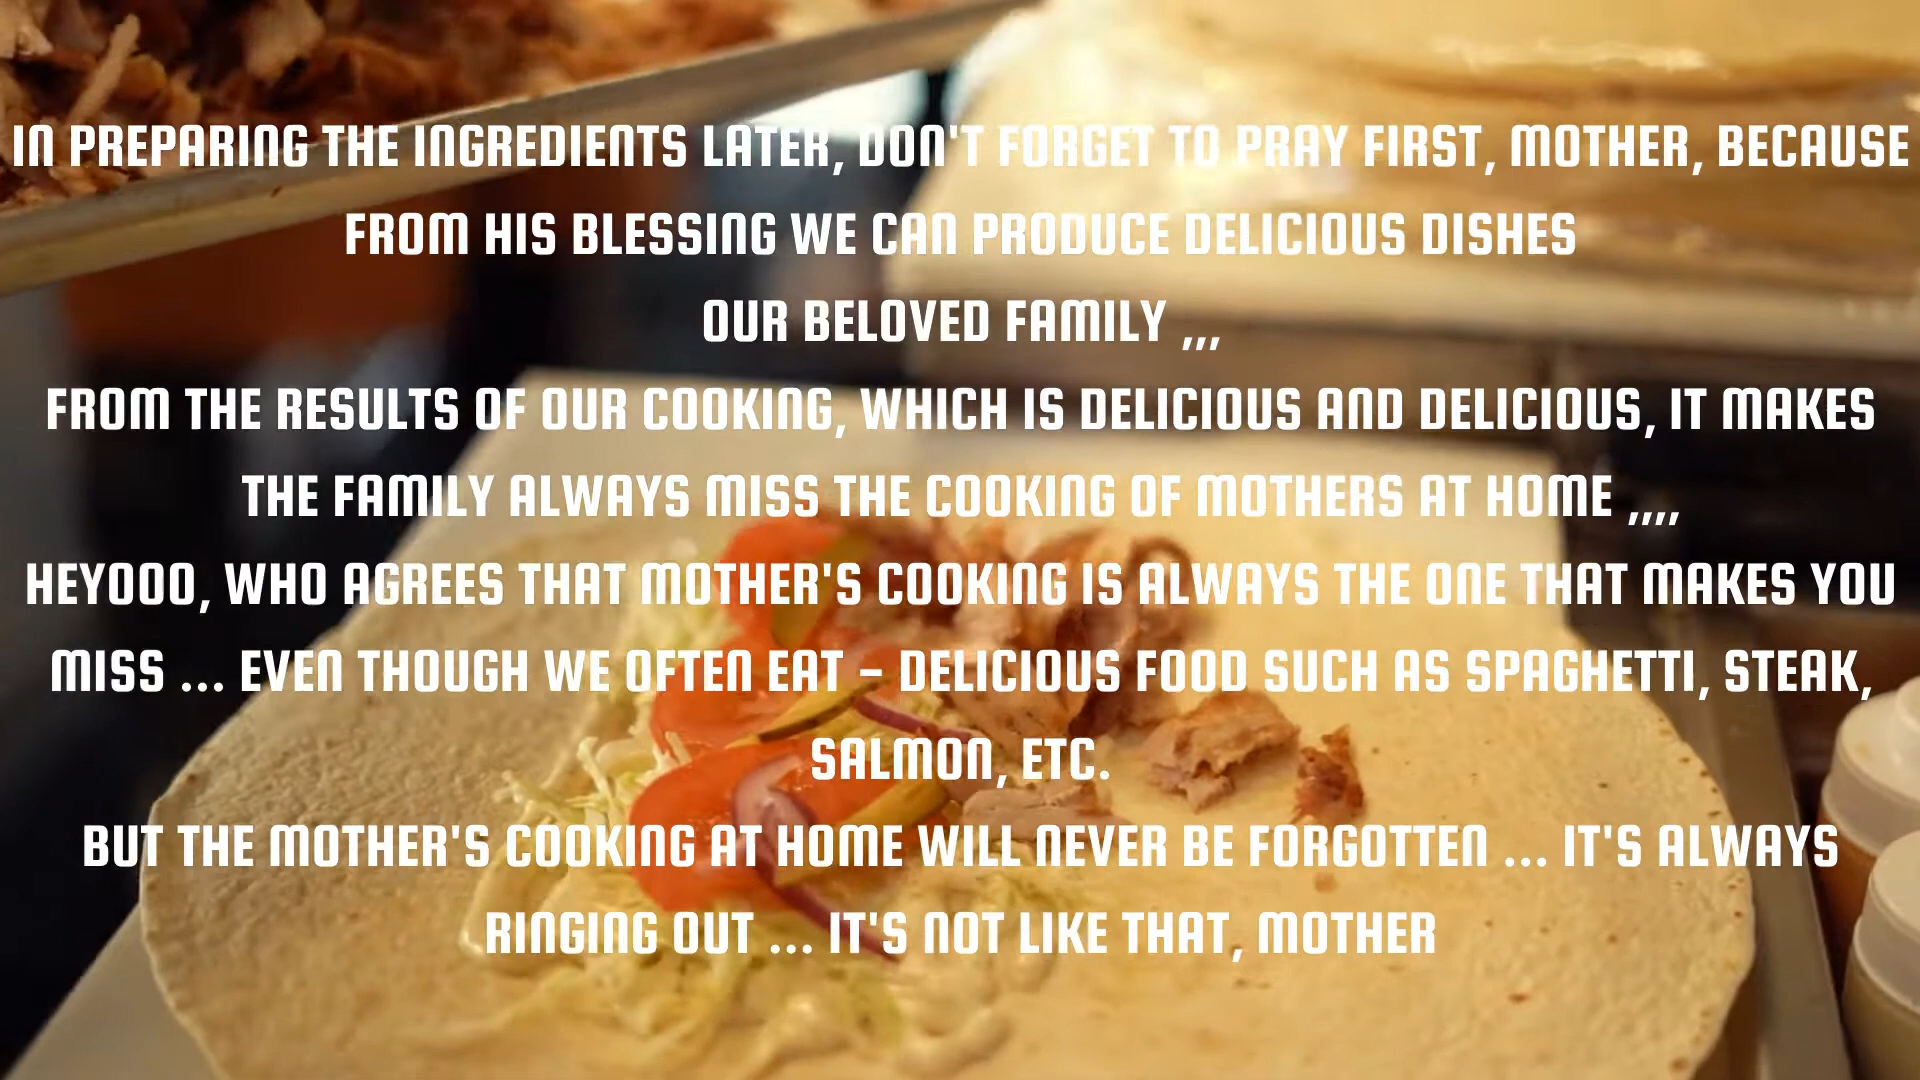 IN PREPARING THE INGREDIENTS LATER, DON'T FORGET TO PRAY FIRST, MOTHER, BECAUSE
FROM HIS BLESSING WE CAN PRODUCE DELICIOUS DISHES
OUR BELOVED FAMILY ,,,
FROM THE RESULTS OF OUR COOKING, WHICH IS DELICIOUS AND DELICIOUS, IT MAKES
THE FAMILY ALWAYS MISS THE COOKING OF MOTHERS AT HOME ,,,,
HEYOOO, WHO AGREES THAT MOTHER'S COOKING IS ALWAYS THE ONE THAT MAKES YOU
MISS ... EVEN THOUGH WE OFTEN EAT – DELICIOUS FOOD SUCH AS SPAGHETTI, STEAK,
SALMON, ETC.
BUT THE MOTHER'S COOKING AT HOME WILL NEVER BE FORGOTTEN ... IT'S ALWAYS
RINGING OUT ... IT'S NOT LIKE THAT, MOTHER